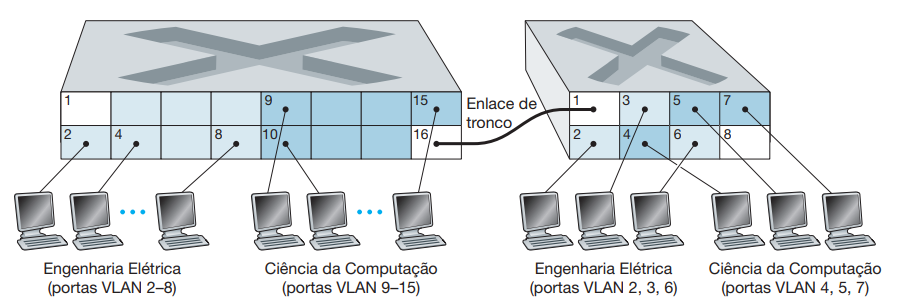 1
9
15
2
4
8
10
16
Enlace de
tronco
1
3
5
7
2
4
6
8
Engenharia Elétrica
(portas VLAN 2–8)
Ciência da Computação
(portas VLAN 9–15)
Engenharia Elétrica
(portas VLAN 2, 3, 6)
Ciência da Computação
(portas VLAN 4, 5, 7)